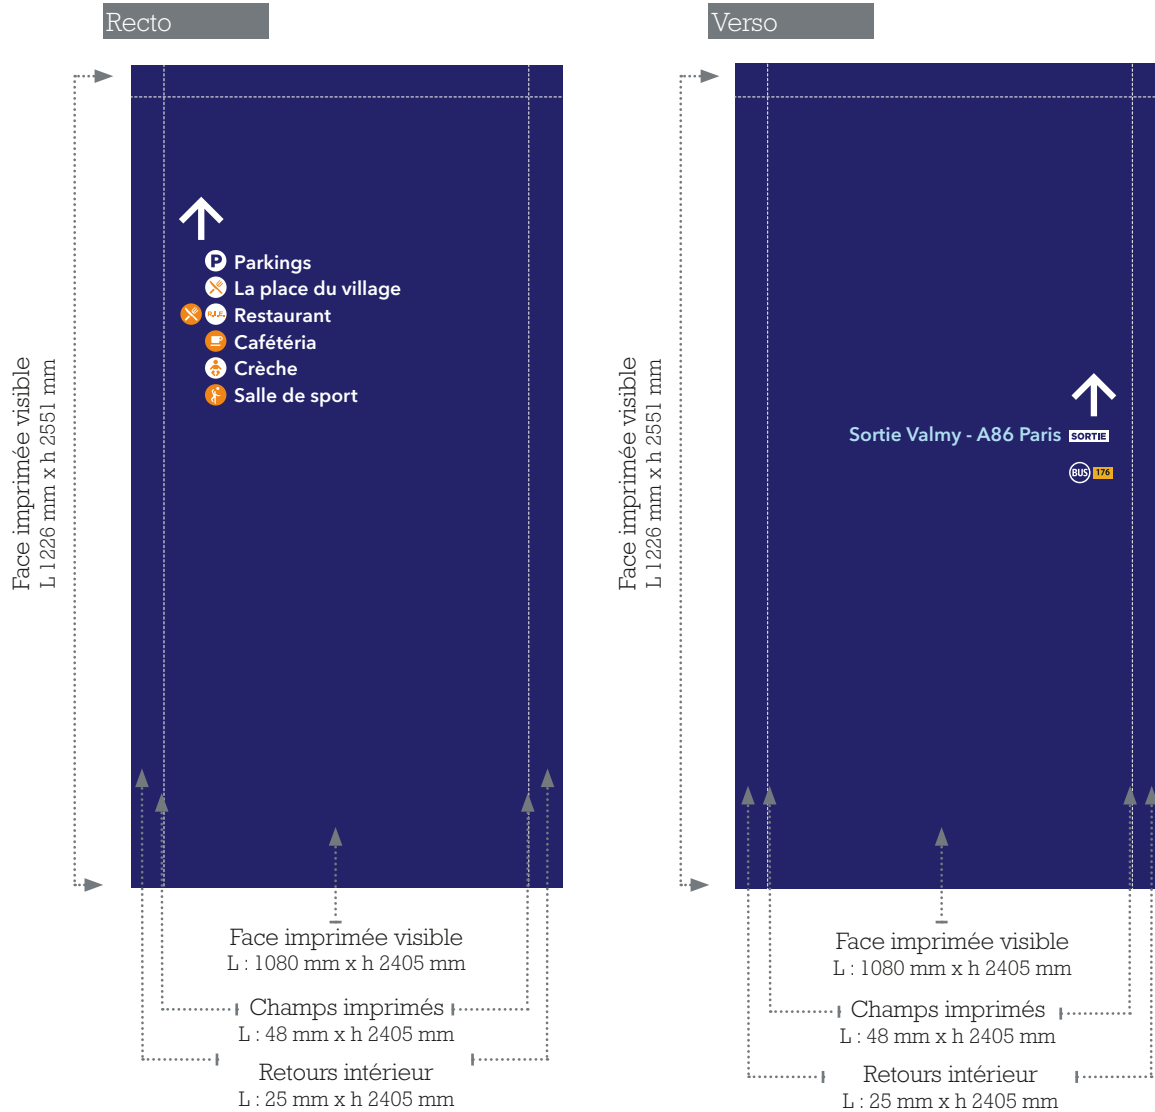 Recto
Face imprimée visible
L 1226 mm x h 2551 mm
P Parkings
La place du village
R.I.E. Restaurant
Cafétéria
Crèche
Salle de sport
Face imprimée visible
L : 1080 mm x h 2405 mm
Champs imprimés
L : 48 mm x h 2405 mm
Retours intérieur
L : 25 mm x h 2405 mm
Verso
Face imprimée visible
L 1226 mm x h 2551 mm
Sortie Valmy - A86 Paris SORTIE
BUS 176
Face imprimée visible
L : 1080 mm x h 2405 mm
Champs imprimés
L : 48 mm x h 2405 mm
Retours intérieur
L : 25 mm x h 2405 mm